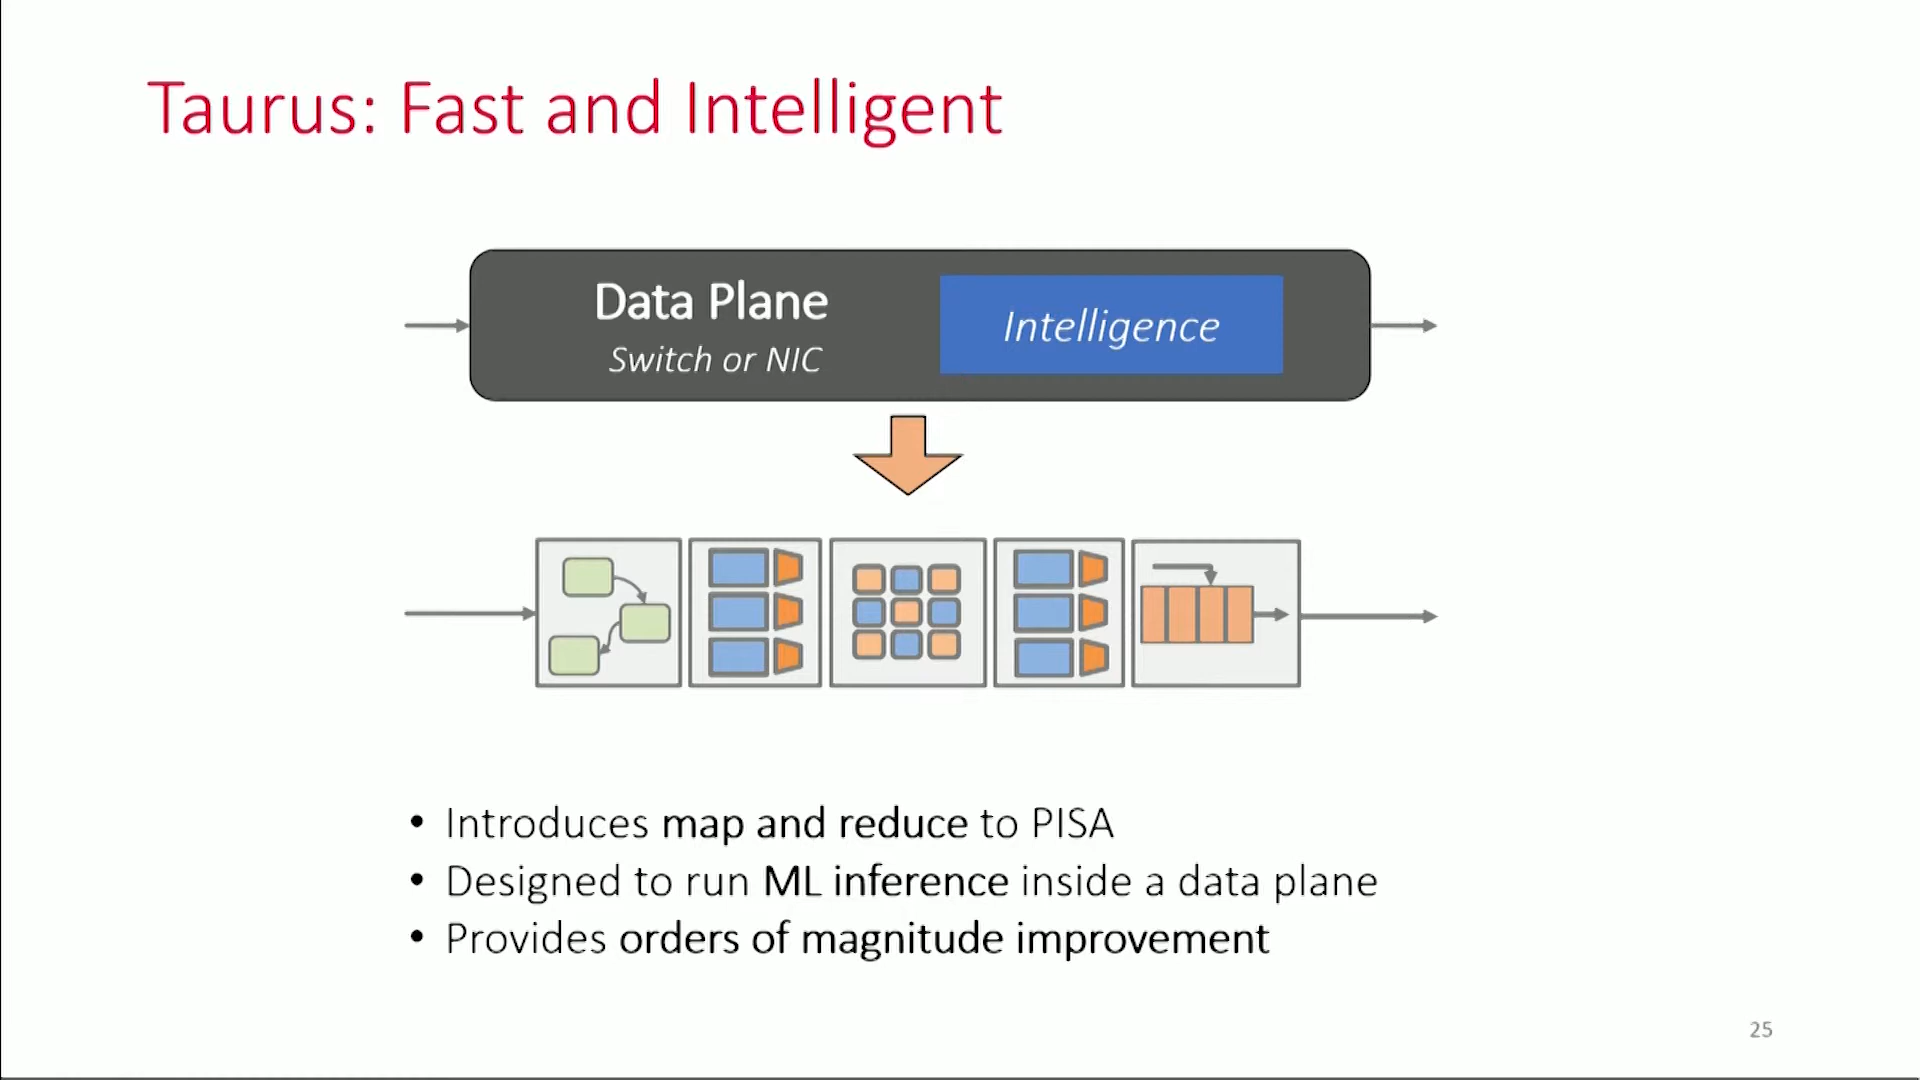 Taurus: Fast and Intelligent
Data Plane
Switch or NIC
Intelligence
• Introduces map and reduce to PISA
• Designed to run ML inference inside a data plane
• Provides orders of magnitude improvement
25